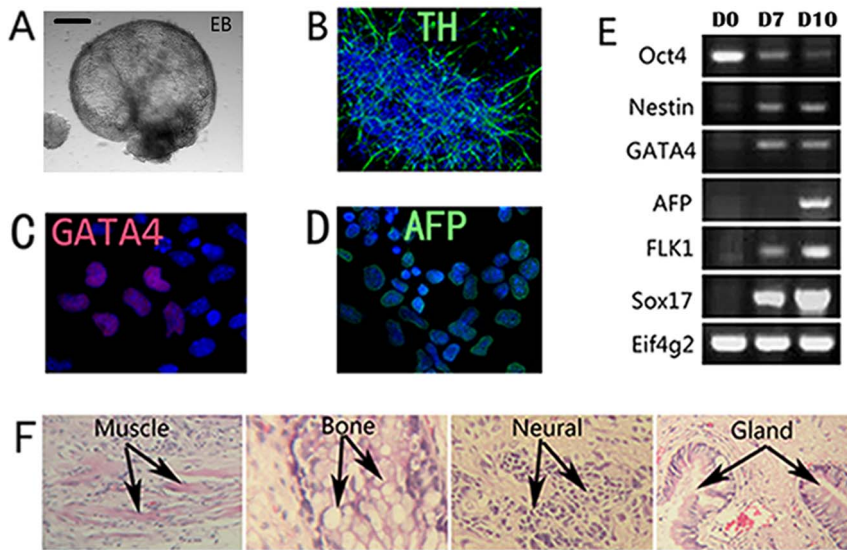 A
EB
B
TH
C
GATA4
D
AFP
E
D0 D7 D10
Oct4
Nestin
GATA4
AFP
FLK1
Sox17
Eif4g2
F
Muscle
Bone
Neural
Gland